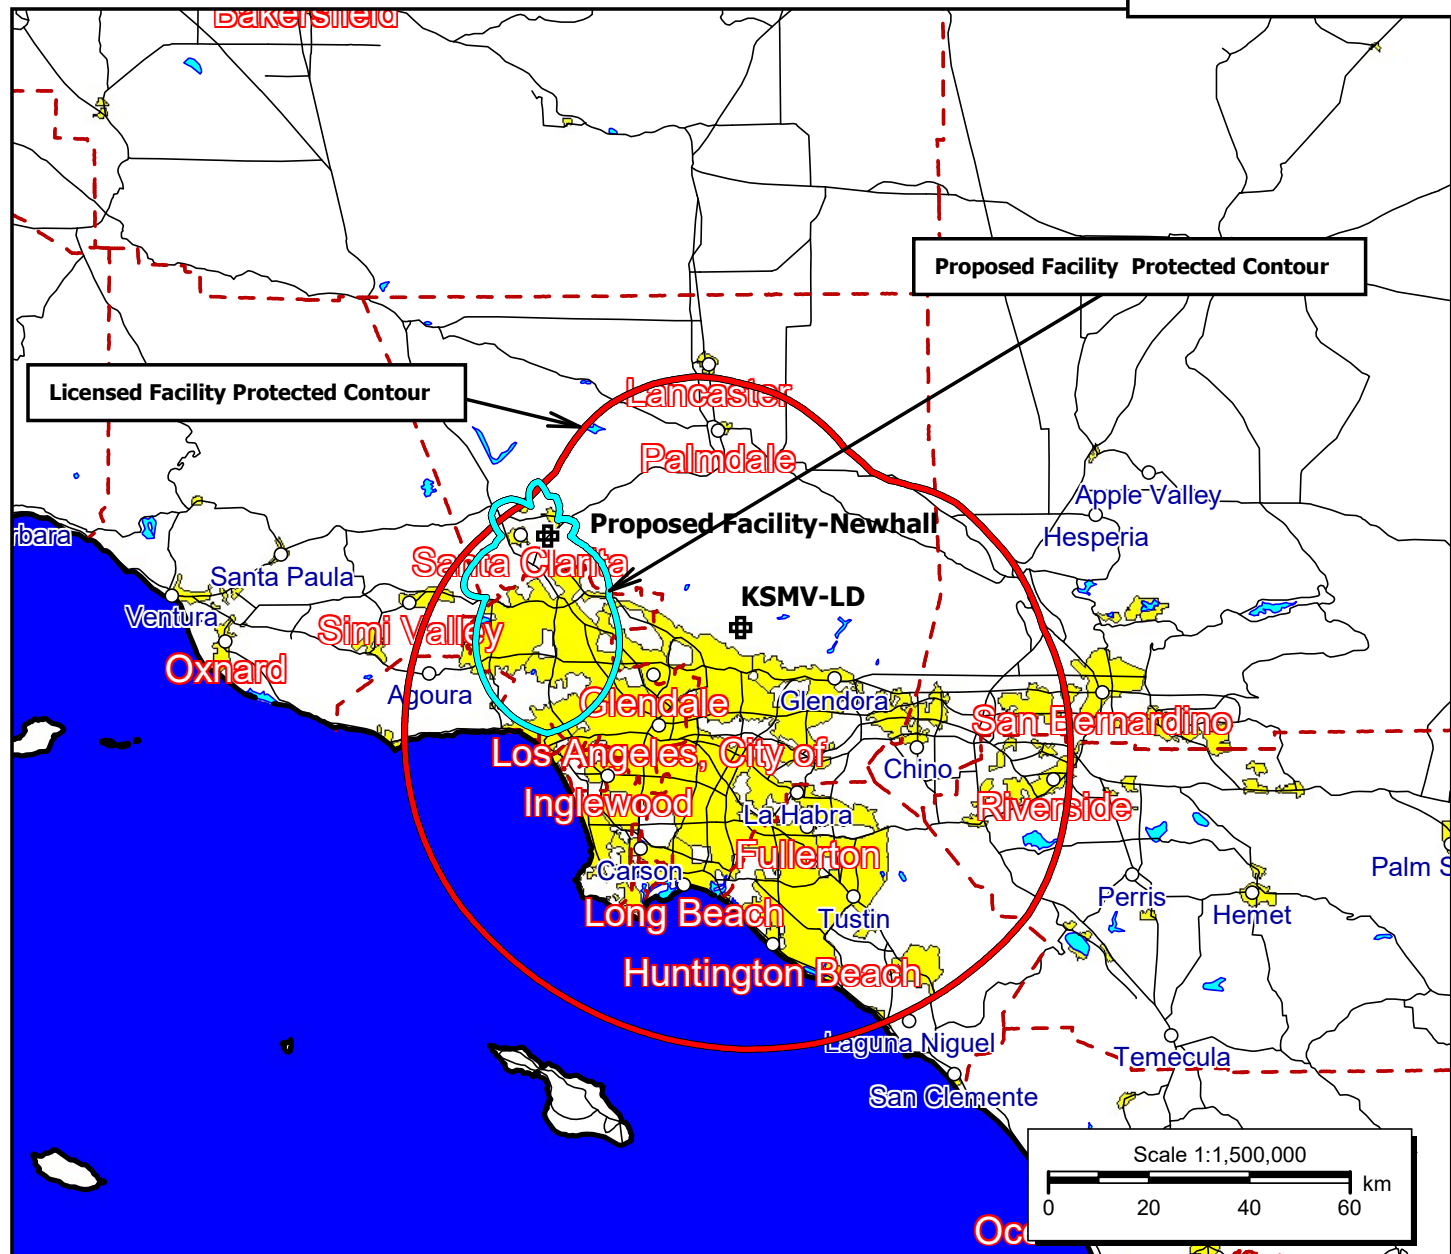 Bakersfield
Proposed Facility  Protected Contour
Licensed Facility Protected Contour
Lancaster
Palmdale
Apple Valley
Hesperia
Proposed Facility-Newhall
rbara
Santa Clarita
Santa Paula
KSMV-LD
Ventura
Simi Valley
Oxnard
Agoura
Glendale
Glendora
San Bernardino
Los Angeles, City of
Chino
Inglewood
La Habra
Riverside
Fullerton
Carson
Palm S
Perris
Long Beach
Tustin
Hemet
Huntington Beach
Laguna Niguel
Temecula
San Clemente
Scale 1:1,500,000
km
0 20 40 60
Oce